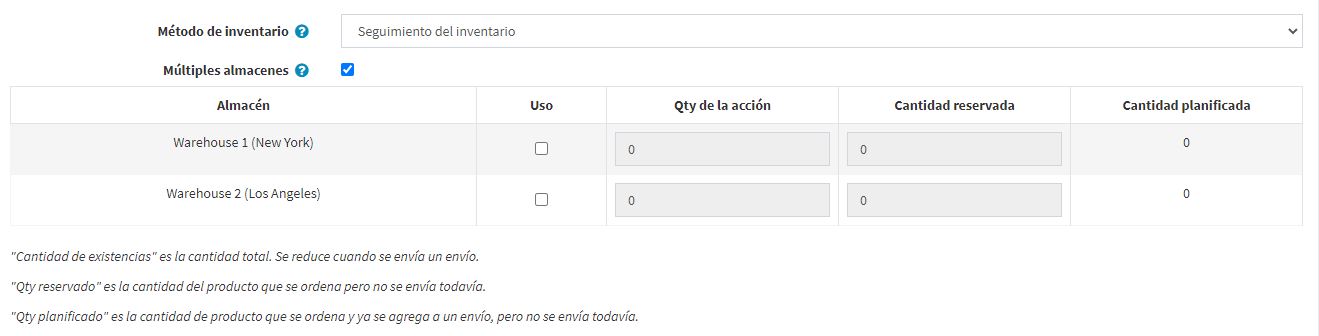 Método de inventario ?
Seguimiento del inventario
Múltiples almacenes ?
Almacén Uso Qty de la acción Cantidad reservada Cantidad planificada
Warehouse 1 (New York) 0 0 0
Warehouse 2 (Los Angeles) 0 0 0
"Cantidad de existencias" es la cantidad total. Se reduce cuando se envía un envío.
"Qty reservado" es la cantidad del producto que se ordena pero no se envía todavía.
"Qty planificado" es la cantidad de producto que se ordena y ya se agrega a un envío, pero no se envía todavía.